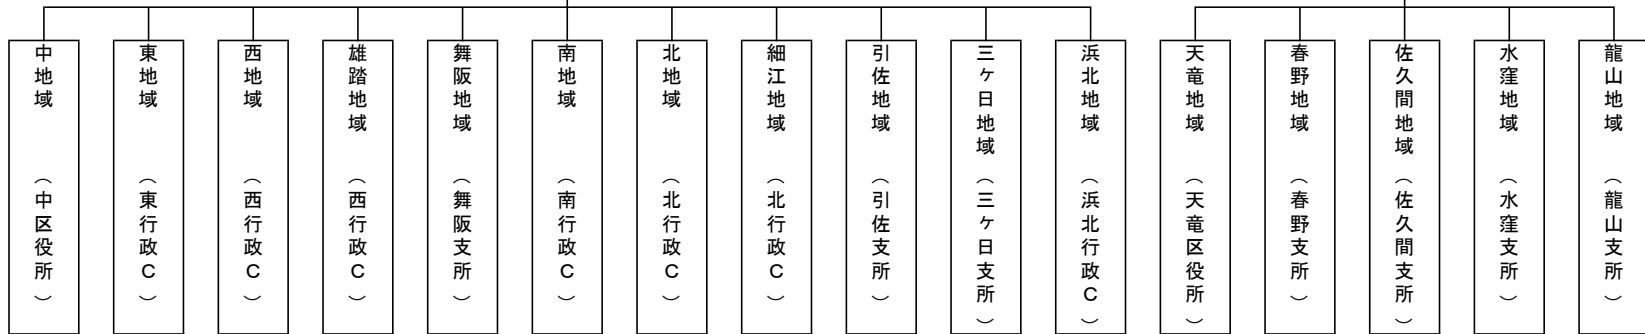 中地域（中区役所）
東地域（東行政C）
西地域（西行政C）
雄踏地域（西行政C）
舞阪地域（舞阪支所）
南地域（南行政C）
北地域（北行政C）
細江地域（北行政C）
引佐地域（引佐支所）
三ヶ日地域（三ヶ日支所）
浜北地域（浜北行政C）
天竜地域（天竜区役所）
春野地域（春野支所）
佐久間地域（佐久間支所）
水窪地域（水窪支所）
龍山地域（龍山支所）